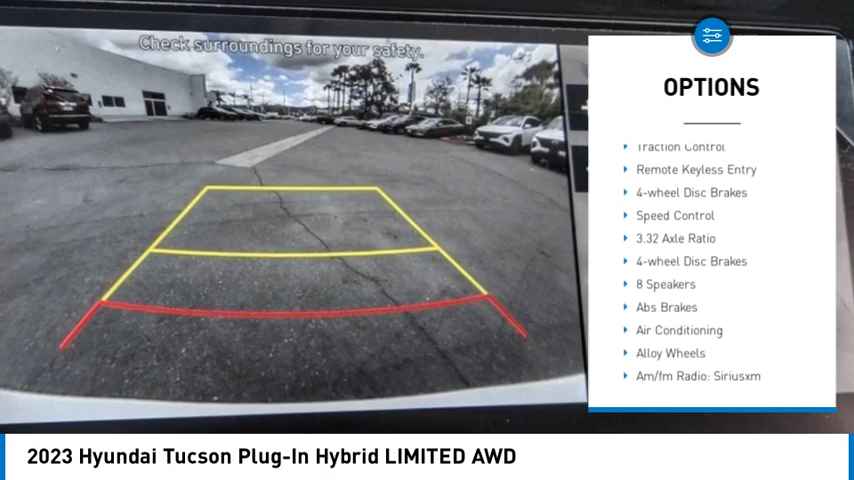 Check surroundings for your safety.
OPTIONS
Traction Control
Remote Keyless Entry
4-wheel Disc Brakes
Speed Control
3.32 Axle Ratio
4-wheel Disc Brakes
8 Speakers
Abs Brakes
Air Conditioning
Alloy Wheels
Am/fm Radio: Siriusxm
2023 Hyundai Tucson Plug-In Hybrid LIMITED AWD